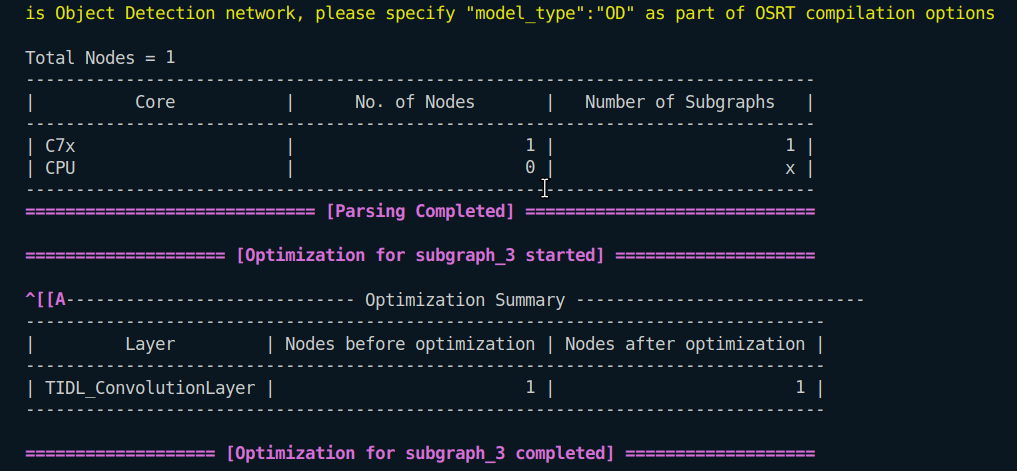 is Object Detection network, please specify "model_type":"OD" as part of OSRT compilation options
Total Nodes = 1
-------------------------------------------------------------------------------
|          Core           |      No. of Nodes       |   Number of Subgraphs   |
-------------------------------------------------------------------------------
| C7x                     |                       1 |                       1 |
| CPU                     |                       0 |                       x |
-------------------------------------------------------------------------------
============================= [Parsing Completed] =============================
==================== [Optimization for subgraph_3 started] ====================
^[[A----------------------------- Optimization Summary -----------------------------
--------------------------------------------------------------------------------
|         Layer         | Nodes before optimization | Nodes after optimization |
--------------------------------------------------------------------------------
| TIDL_ConvolutionLayer |                         1 |                        1 |
--------------------------------------------------------------------------------
=================== [Optimization for subgraph_3 completed] ===================